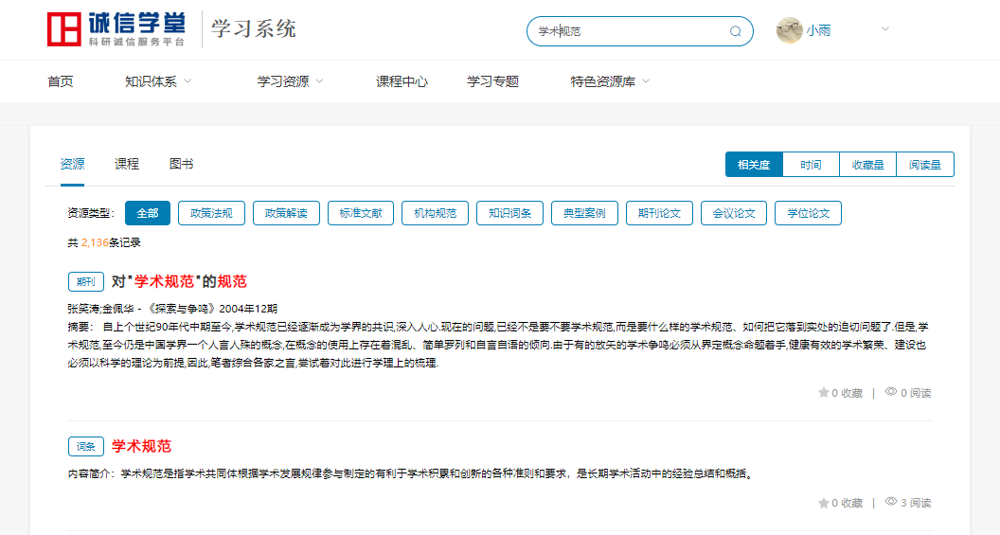 诚信学堂
科研诚信服务平台
学习系统
学术规范
小雨
首页 知识体系 学习资源 课程中心 学习专题 特色资源库
资源 课程 图书
相关度 时间 收藏量 阅读量
资源类型： 全部 政策法规 政策解读 标准文献 机构规范 知识词条 典型案例 期刊论文 会议论文 学位论文
共 2,136条记录
期刊 对"学术规范"的规范
张笑涛;金佩华 - 《探索与争鸣》2004年12期
摘要： 自上个世纪90年代中期至今,学术规范已经逐渐成为学界的共识,深入人心.现在的问题,已经不是要不要学术规范,而是要什么样的学术规范、如何把它落到实处的迫切问题了.但是,学
术规范,至今仍是中国学界一个人言人殊的概念,在概念的使用上存在着混乱、简单罗列和自言自语的倾向.由于有的放矢的学术争鸣必须从界定概念命题着手,健康有效的学术繁荣、建设也
必须以科学的理论为前提,因此,笔者综合各家之言,尝试着对此进行学理上的梳理.
0 收藏 | 0 阅读
词条 学术规范
内容简介：学术规范是指学术共同体根据学术发展规律参与制定的有利于学术积累和创新的各种准则和要求，是长期学术活动中的经验总结和概括。
0 收藏 | 3 阅读